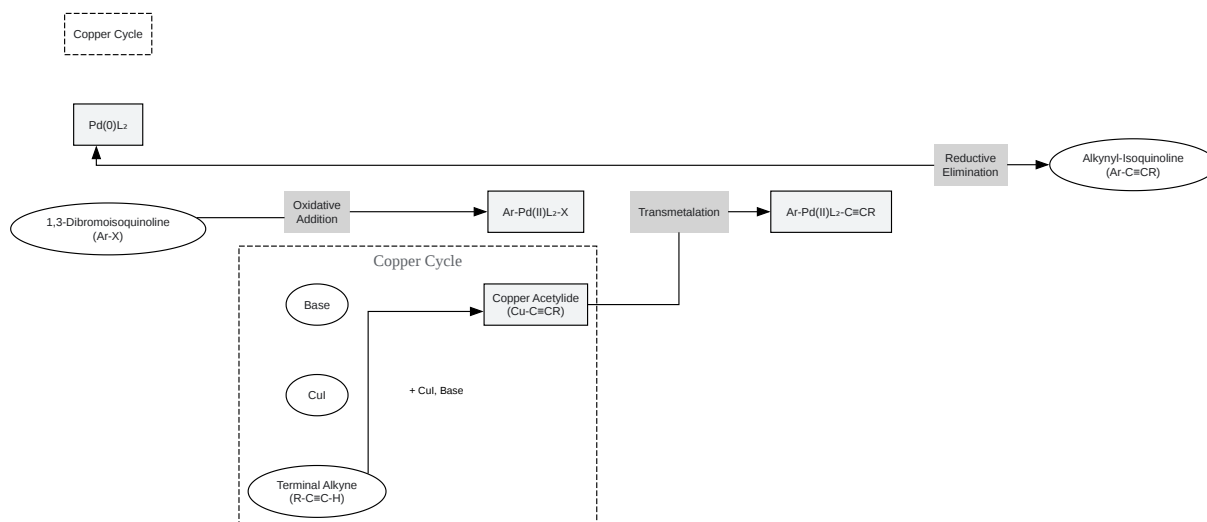 Copper Cycle
Pd(0)L₂
Reductive
Elimination
Alkynyl-Isoquinoline
(Ar-C≡CR)
1,3-Dibromoisoquinoline
(Ar-X)
Oxidative
Addition
Ar-Pd(II)L₂-X
Transmetalation
Ar-Pd(II)L₂-C≡CR
Copper Cycle
Base
Copper Acetylide
(Cu-C≡CR)
CuI
+ CuI, Base
Terminal Alkyne
(R-C≡C-H)